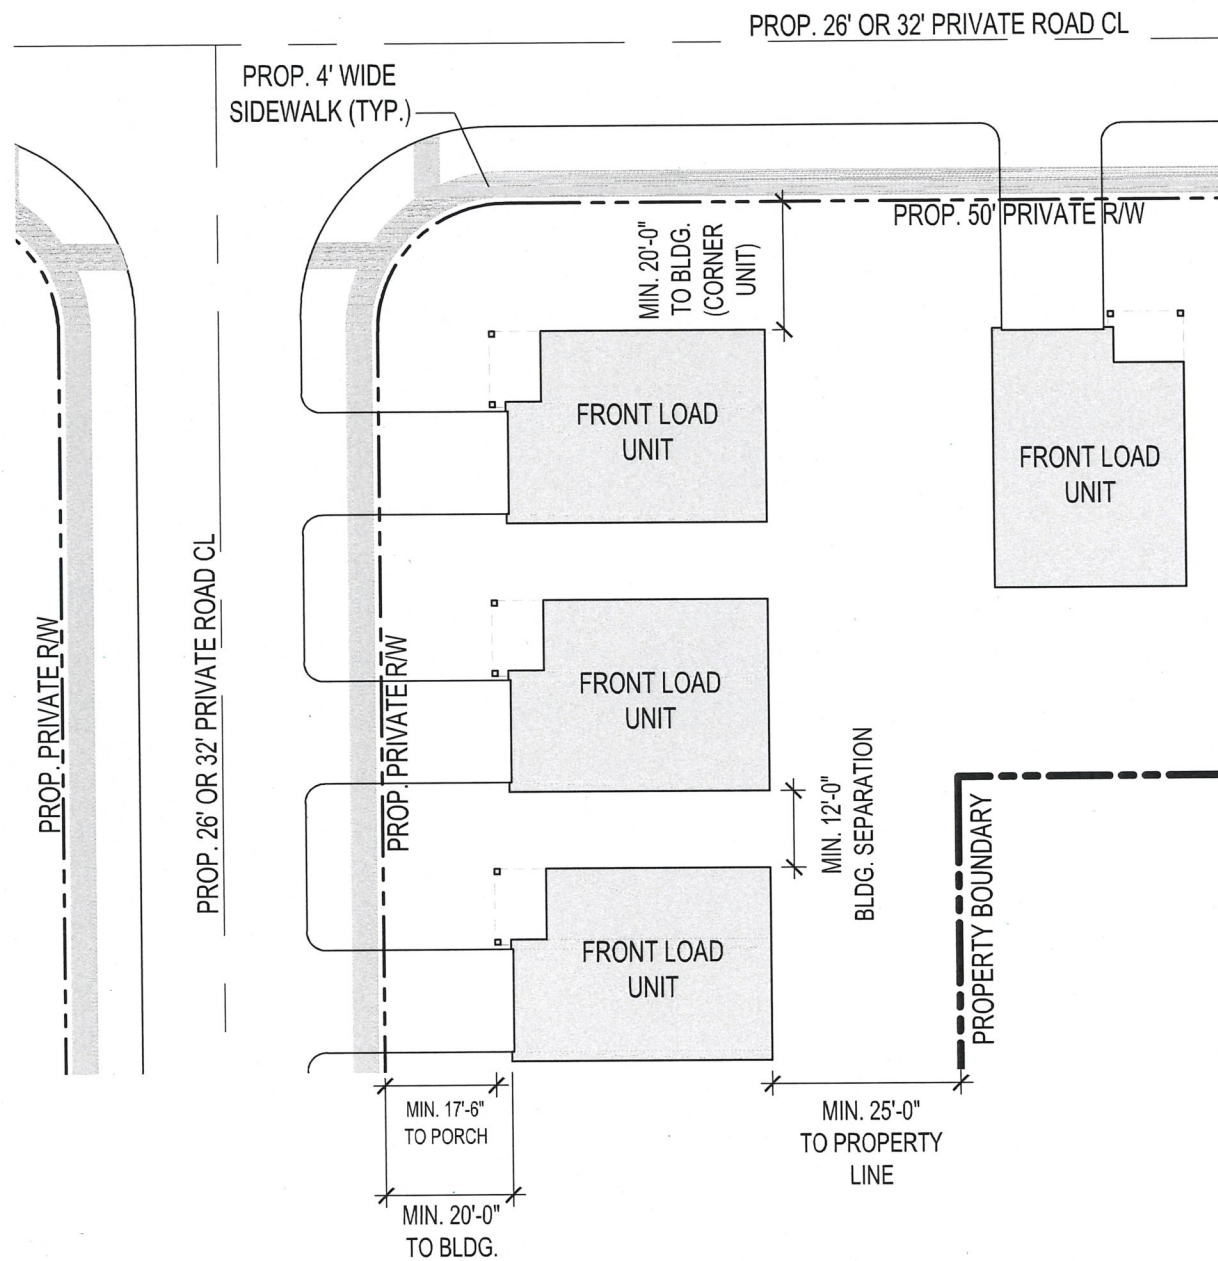 PROP. 26' OR 32' PRIVATE ROAD CL
PROP. 4' WIDE
SIDEWALK (TYP.)
PROP. 50' PRIVATE R/W
MIN. 20'-0"
TO BLDG.
(CORNER
UNIT)
FRONT LOAD
UNIT
FRONT LOAD
UNIT
PROP. 26' OR 32' PRIVATE ROAD CL
PROP. PRIVATE R/W
PROP. PRIVATE R/W
FRONT LOAD
UNIT
MIN. 12'-0"
BLDG. SEPARATION
PROPERTY BOUNDARY
FRONT LOAD
UNIT
MIN. 17'-6"
TO PORCH
MIN. 25'-0"
TO PROPERTY
LINE
MIN. 20'-0"
TO BLDG.